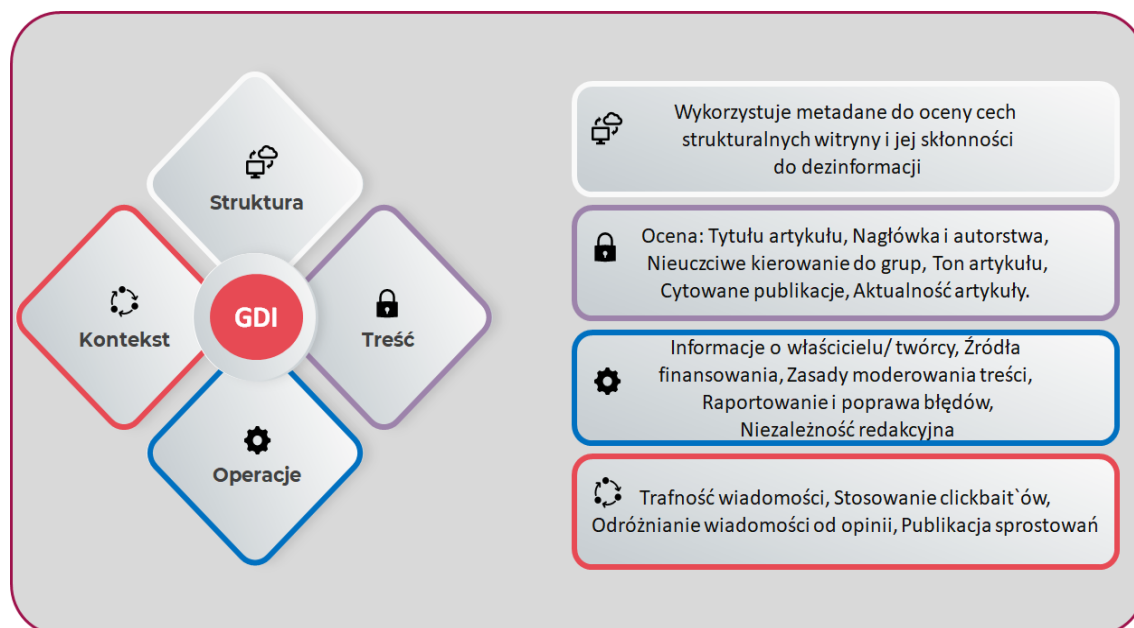 Struktura
Kontekst
GDI
Treść
Operacje
Wykorzystuje metadane do oceny cech
strukturalnych witryny i jej skłonności
do dezinformacji
Ocena: Tytułu artykułu, Nagłówka i autorstwa,
Nieuczciwe kierowanie do grup, Ton artykułu,
Cytowane publikacje, Aktualność artykuły.
Informacje o właścicielu/ twórcy, Źródła
finansowania, Zasady moderowania treści,
Raportowanie i poprawa błędów,
Niezależność redakcyjna
Trafność wiadomości, Stosowanie clickbait`ów,
Odróżnianie wiadomości od opinii, Publikacja sprostowań